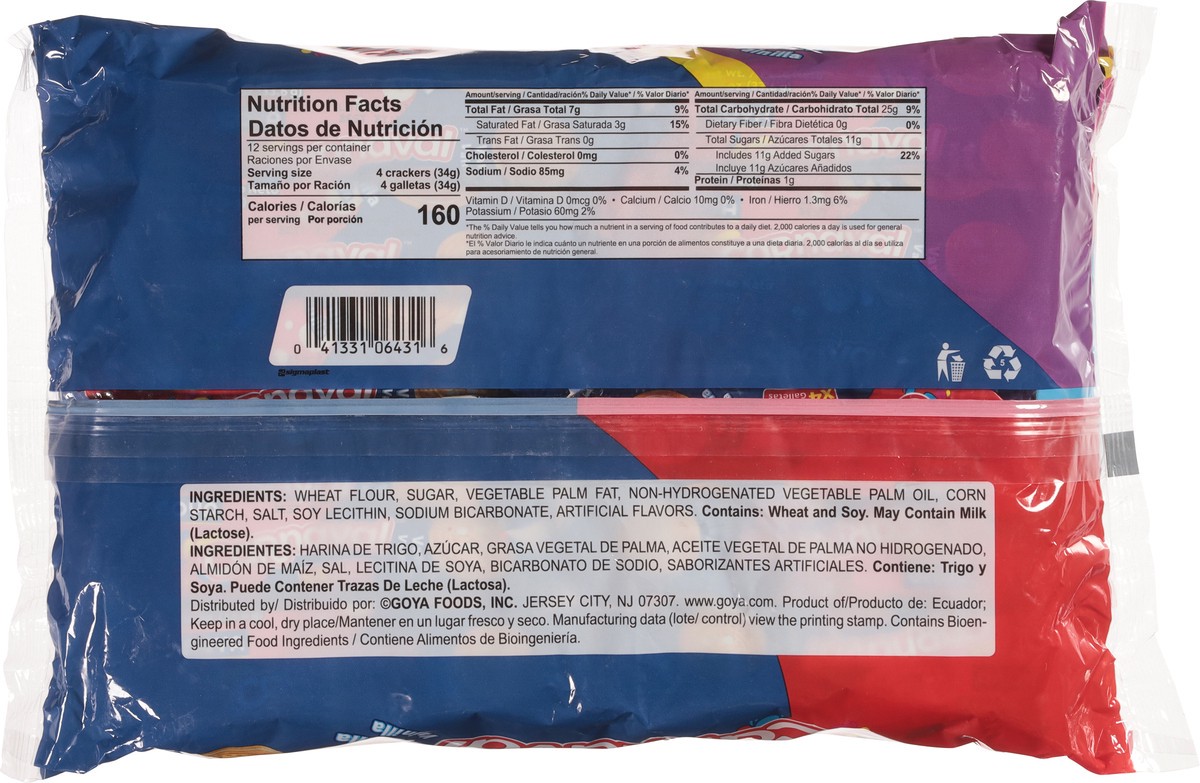 Nutrition Facts
Datos de Nutrición
12 servings per container
Raciones por Envase
Serving size 4 crackers (34g)
Tamaño por Ración 4 galletas (34g)
Calories / Calorías
per serving Por porción 160
Amount/serving / Cantidad/ración% Daily Value* / % Valor Diario*
Total Fat / Grasa Total 7g 9%
Saturated Fat / Grasa Saturada 3g 15%
Trans Fat / Grasa Trans 0g
Cholesterol / Colesterol 0mg 0%
Sodium / Sodio 85mg 4%
Amount/serving / Cantidad/ración% Daily Value* / % Valor Diario*
Total Carbohydrate / Carbohidrato Total 25g 9%
Dietary Fiber / Fibra Dietética 0g 0%
Total Sugars / Azúcares Totales 11g
Includes 11g Added Sugars 22%
Incluye 11g Azúcares Añadidos
Protein / Proteínas 1g
Vitamin D / Vitamina D 0mcg 0% • Calcium / Calcio 10mg 0% • Iron / Hierro 1.3mg 6%
Potassium / Potasio 60mg 2%
*The % Daily Value tells you how much a nutrient in a serving of food contributes to a daily diet. 2,000 calories a day is used for general
nutrition advice.
*El % Valor Diario le indica cuánto un nutriente en una porción de alimentos constituye a una dieta diaria. 2,000 calorías al día se utiliza
para acesoriamiento de nutrición general
0 41331 06431 6
sigmaplast
5
24
Galletas
INGREDIENTS: WHEAT FLOUR, SUGAR, VEGETABLE PALM FAT, NON-HYDROGENATED VEGETABLE PALM OIL, CORN
STARCH, SALT, SOY LECITHIN, SODIUM BICARBONATE, ARTIFICIAL FLAVORS. Contains: Wheat and Soy. May Contain Milk
(Lactose).
INGREDIENTES: HARINA DE TRIGO, AZÚCAR, GRASA VEGETAL DE PALMA, ACEITE VEGETAL DE PALMA NO HIDROGENADO,
ALMIDÓN DE MAÍZ, SAL, LECITINA DE SOYA, BICARBONATO DE SODIO, SABORIZANTES ARTIFICIALES. Contiene: Trigo y
Soya. Puede Contener Trazas De Leche (Lactosa).
Distributed by/ Distribuido por: ©GOYA FOODS, INC. JERSEY CITY, NJ 07307. www.goya.com. Product of/Producto de: Ecuador;
Keep in a cool, dry place/Mantener en un lugar fresco y seco. Manufacturing data (lote/ control) view the printing stamp. Contains Bioen-
gineered Food Ingredients / Contiene Alimentos de Bioingeniería.